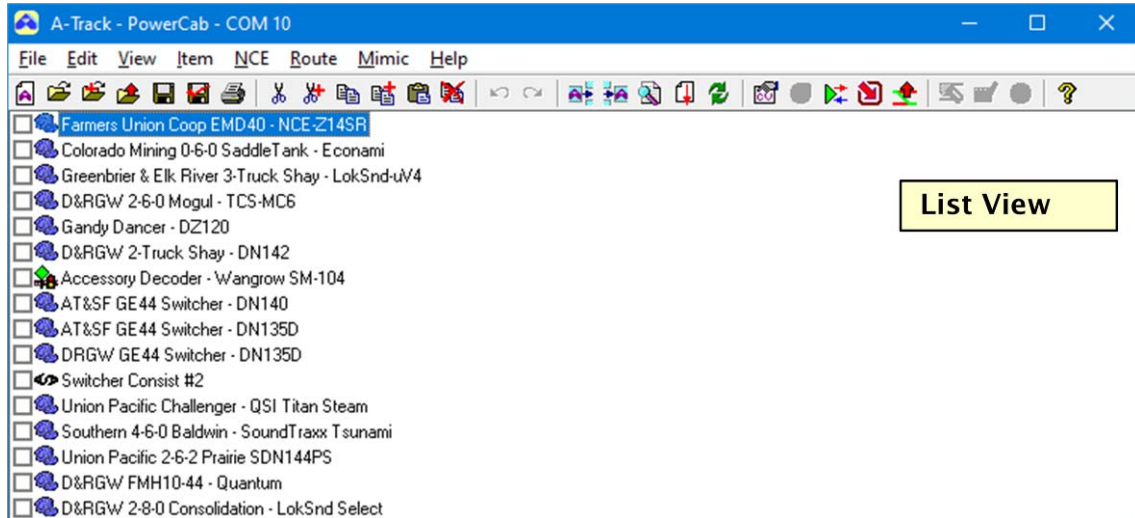 A-Track - PowerCab - COM 10
File Edit View Item NCE Route Mimic Help
Farmers Union Coop EMD40 - NCE-Z14SR
Colorado Mining 0-6-0 SaddleTank - Econami
Greenbrier & Elk River 3-Truck Shay - LokSnd-uV4
List View
D&RGW 2-6-0 Mogul - TCS-MC6
Gandy Dancer - DZ120
D&RGW 2-Truck Shay - DN142
Accessory Decoder - Wangrow SM-104
AT&SF GE44 Switcher - DN140
AT&SF GE44 Switcher - DN135D
DRGW GE44 Switcher - DN135D
Switcher Consist #2
Union Pacific Challenger - QSI Titan Steam
Southern 4-6-0 Baldwin - SoundTraxx Tsunami
Union Pacific 2-6-2 Prairie SDN144PS
D&RGW FMH10-44 - Quantum
D&RGW 2-8-0 Consolidation - LokSnd Select